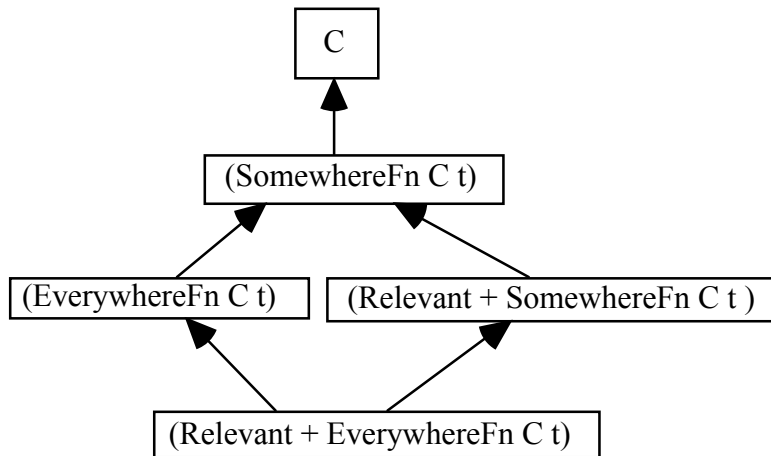 C
(SomewhereFn C t)
(EverywhereFn C t)
(Relevant + SomewhereFn C t )
(Relevant + EverywhereFn C t)